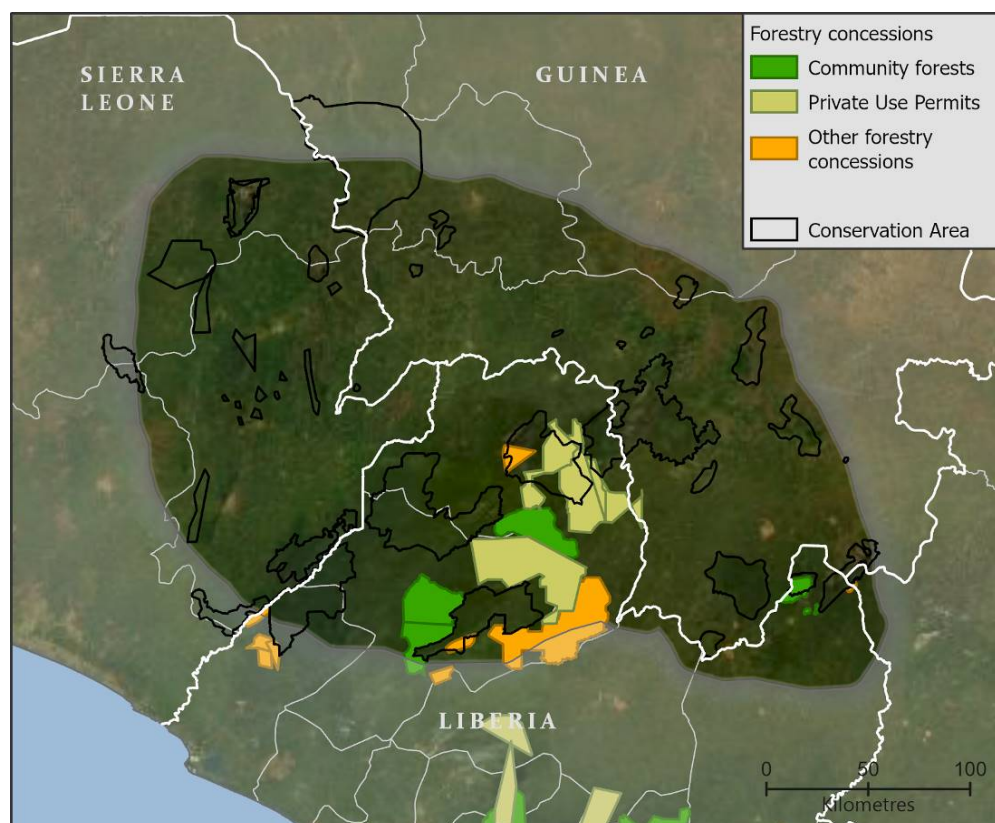 Forestry concessions
Community forests
Private Use Permits
Other forestry
concessions
Conservation Area
SIERRA
LEONE
GUINEA
LIBERIA
0 50 100
Kilometres